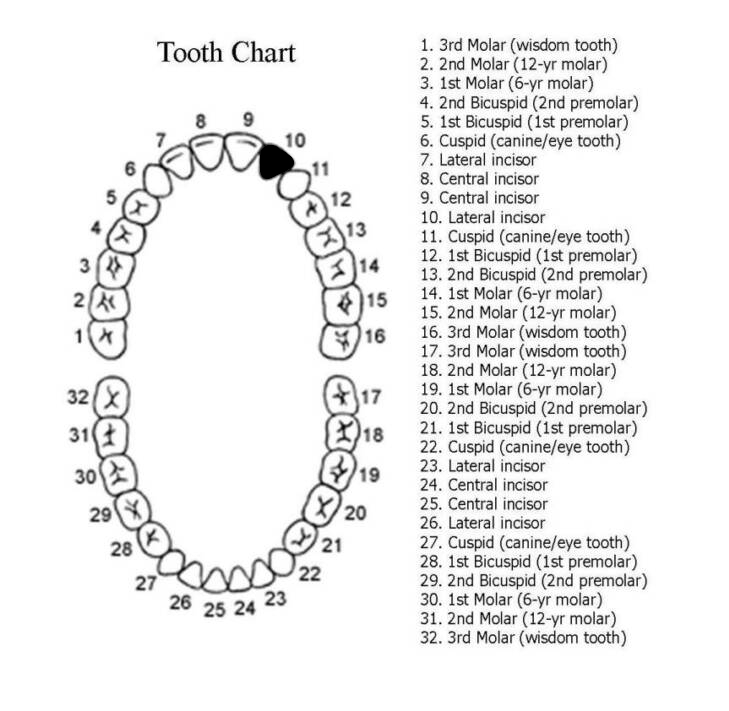 Tooth Chart
1. 3rd Molar (wisdom tooth)
2. 2nd Molar (12-yr molar)
3. 1st Molar (6-yr molar)
4. 2nd Bicuspid (2nd premolar)
5. 1st Bicuspid (1st premolar)
6. Cuspid (canine/eye tooth)
7. Lateral incisor
8. Central incisor
9. Central incisor
10. Lateral incisor
11. Cuspid (canine/eye tooth)
12. 1st Bicuspid (1st premolar)
13. 2nd Bicuspid (2nd premolar)
14. 1st Molar (6-yr molar)
15. 2nd Molar (12-yr molar)
16. 3rd Molar (wisdom tooth)
17. 3rd Molar (wisdom tooth)
18. 2nd Molar (12-yr molar)
19. 1st Molar (6-yr molar)
20. 2nd Bicuspid (2nd premolar)
21. 1st Bicuspid (1st premolar)
22. Cuspid (canine/eye tooth)
23. Lateral incisor
24. Central incisor
25. Central incisor
26. Lateral incisor
27. Cuspid (canine/eye tooth)
28. 1st Bicuspid (1st premolar)
29. 2nd Bicuspid (2nd premolar)
30. 1st Molar (6-yr molar)
31. 2nd Molar (12-yr molar)
32. 3rd Molar (wisdom tooth)
1
2
3
4
5
6
7
8
9
10
11
12
13
14
15
16
17
18
19
20
21
22
23
24
25
26
27
28
29
30
31
32